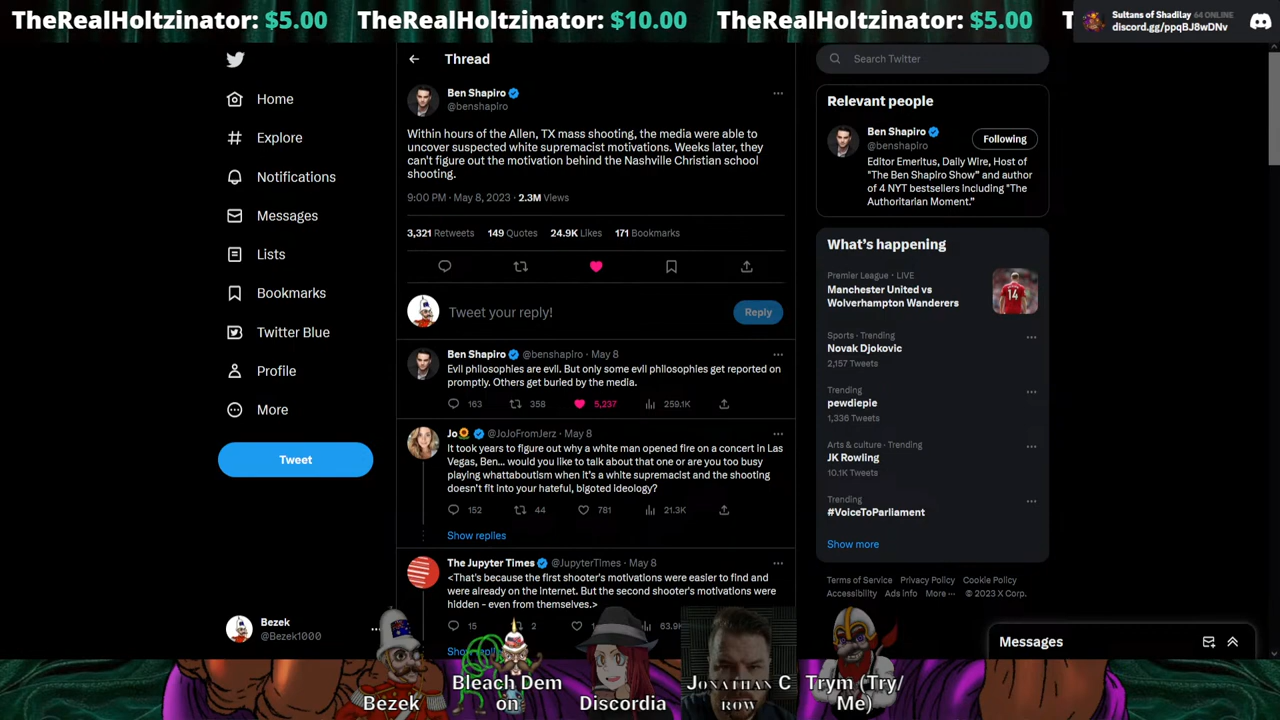 TheRealHoltzinator: $5.00 TheRealHoltzinator: $10.00 TheRealHoltzinator: $5.00 T
Sultans of Shadilay 64 ONLINE
discord.gg/ppqBJ8wDNv
Home
Explore
Notifications
Messages
Lists
Bookmarks
Twitter Blue
Profile
More
Tweet
Bezek
@Bezek1000
Thread
Ben Shapiro
@benshapiro
Within hours of the Allen, TX mass shooting, the media were able to
uncover suspected white supremacist motivations. Weeks later, they
can't figure out the motivation behind the Nashville Christian school
shooting.
9:00 PM · May 8, 2023 · 2.3M Views
3,321 Retweets 149 Quotes 24.9K Likes 171 Bookmarks
Tweet your reply!
Reply
Ben Shapiro @benshapiro · May 8
Evil philosophies are evil. But only some evil philosophies get reported on
promptly. Others get buried by the media.
163 358 5,237 259.1K
Jo @JoJoFromJerz · May 8
It took years to figure out why a white man opened fire on a concert in Las
Vegas, Ben... would you like to talk about that one or are you too busy
playing whattaboutism when it's a white supremacist and the shooting
doesn't fit into your hateful, bigoted ideology?
152 44 781 21.3K
Show replies
The Jupyter Times @JupyterTimes · May 8
<That's because the first shooter's motivations were easier to find and
were already on the internet. But the second shooter's motivations were
hidden - even from themselves.>
15 2 1 63.9K
Search Twitter
Relevant people
Ben Shapiro
@benshapiro
Following
Editor Emeritus, Daily Wire, Host of
"The Ben Shapiro Show" and author
of 4 NYT bestsellers including "The
Authoritarian Moment."
What's happening
Premier League · LIVE
Manchester United vs
Wolverhampton Wanderers
Sports · Trending
Novak Djokovic
2,157 Tweets
Trending
pewdiepie
1,336 Tweets
Arts & culture · Trending
JK Rowling
10.1K Tweets
Trending
#VoiceToParliament
Show more
Terms of Service Privacy Policy Cookie Policy
Accessibility Ads info More ··· © 2023 X Corp.
Messages
Bezek
Bleach Dem
on
Discordia
JONATHAN C
ROW
Trym (Try/
Me)